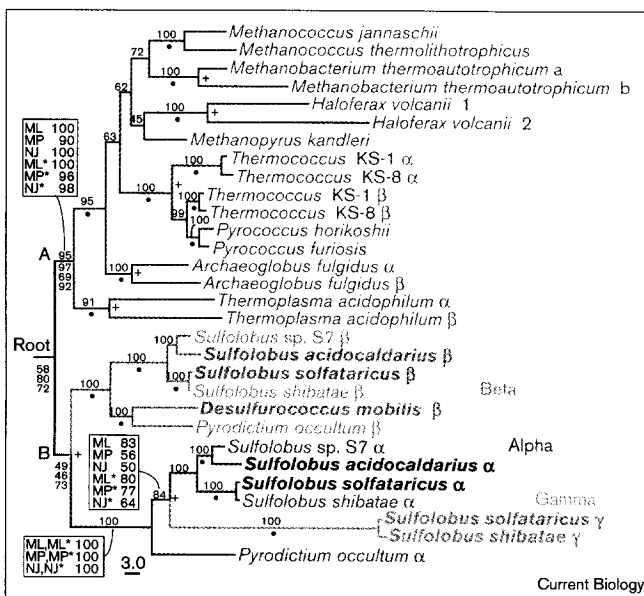 Methanococcus jannaschii
Methanococcus thermolithotrophicus
Methanobacterium thermoautotrophicum a
Methanobacterium thermoautotrophicum b
Haloferax volcanii 1
Haloferax volcanii 2
Methanopyrus kandleri
Thermococcus KS-1 α
Thermococcus KS-8 α
Thermococcus KS-1 β
Thermococcus KS-8 β
Pyrococcus horikoshii
Pyrococcus furiosis
Archaeoglobus fulgidus α
Archaeoglobus fulgidus β
Thermoplasma acidophilum α
Thermoplasma acidophilum β
Sulfolobus sp. S7 β
Sulfolobus acidocaldarius β
Sulfolobus solfataricus β
Sulfolobus shibatae β
Beta
Desulfurococcus mobilis β
Pyrodictium occultum β
Sulfolobus sp. S7 α
Alpha
Sulfolobus acidocaldarius α
Sulfolobus solfataricus α
Sulfolobus shibatae α
Gamma
Sulfolobus solfataricus γ
Sulfolobus shibatae γ
Pyrodictium occultum α
ML 100
MP 90
NJ 100
ML* 100
MP* 96
NJ* 98
A
95
97
69
92
Root
58
80
72
B
49
46
73
ML 83
MP 56
NJ 50
ML* 80
MP* 77
NJ* 64
ML,ML* 100
MP,MP* 100
NJ,NJ* 100
100
72
100
62
100
45
63
100
100
99
100
95
100
91
100
100
100
100
100
84
100
100
100
100
3.0
Current Biology